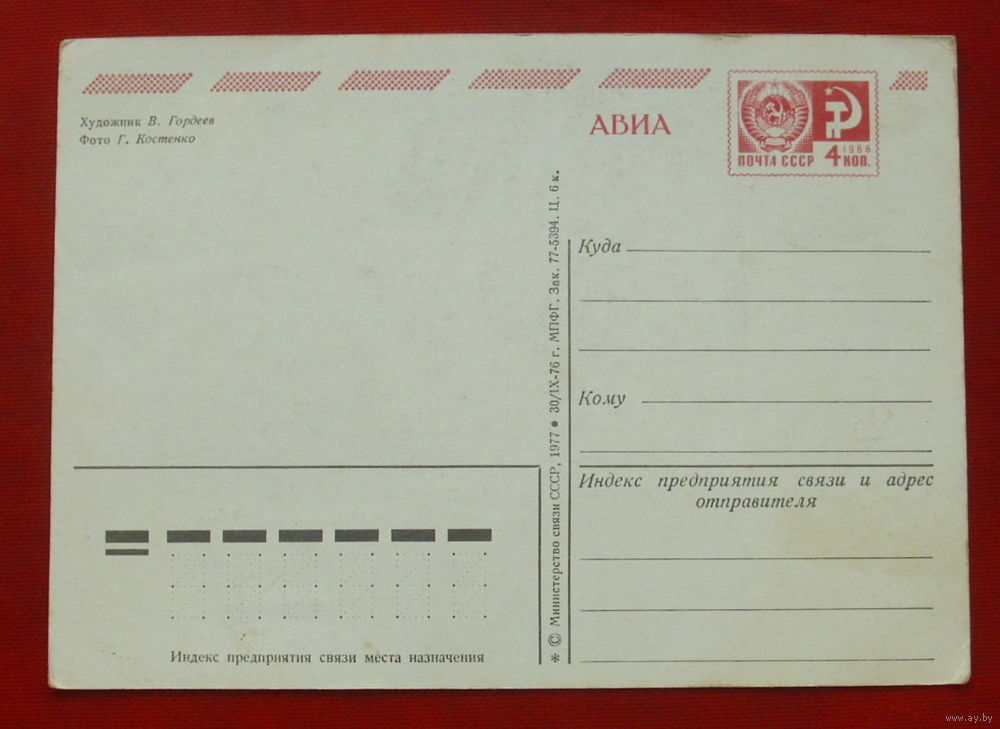 Художник В. Гордеев
Фото Г. Костенко
АВИА
ПОЧТА СССР
1966
4 КОП.
Куда
Кому
Индекс предприятия связи и адрес
отправителя
* © Министерство связи СССР, 1977 ● 30/IX-76 г. МПФГ. Зак. 77-5394. Ц. 6 к.
Индекс предприятия связи места назначения
www.ay.by